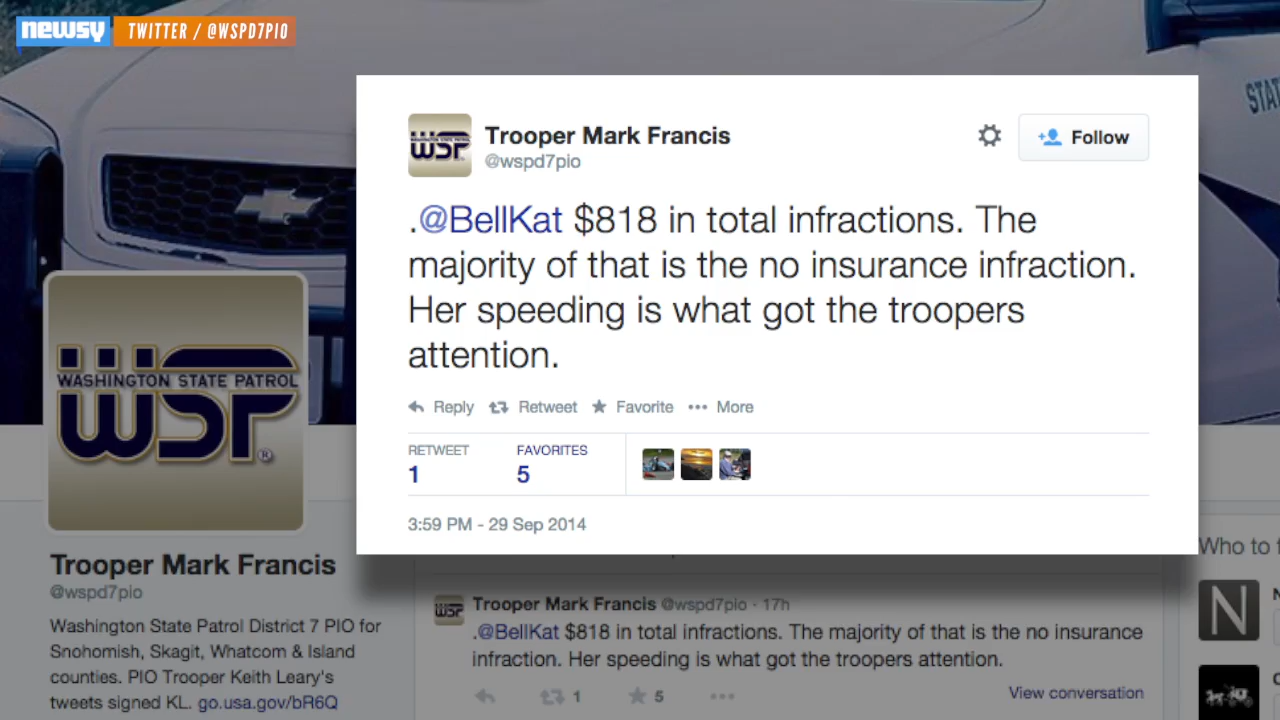 newsy TWITTER / @WSPD7PIO
STAT
WSP
Trooper Mark Francis
@wspd7pio
Follow
.@BellKat $818 in total infractions. The
majority of that is the no insurance infraction.
Her speeding is what got the troopers
attention.
Reply Retweet Favorite More
RETWEET FAVORITES
1 5
3:59 PM - 29 Sep 2014
WASHINGTON STATE PATROL
WSP
®
Trooper Mark Francis
@wspd7pio
Washington State Patrol District 7 PIO for
Snohomish, Skagit, Whatcom & Island
counties. PIO Trooper Keith Leary's
tweets signed KL. go.usa.gov/bR6Q
WSP
Trooper Mark Francis @wspd7pio · 17h
.@BellKat $818 in total infractions. The majority of that is the no insurance
infraction. Her speeding is what got the troopers attention.
1 5
View conversation
Who to f
N